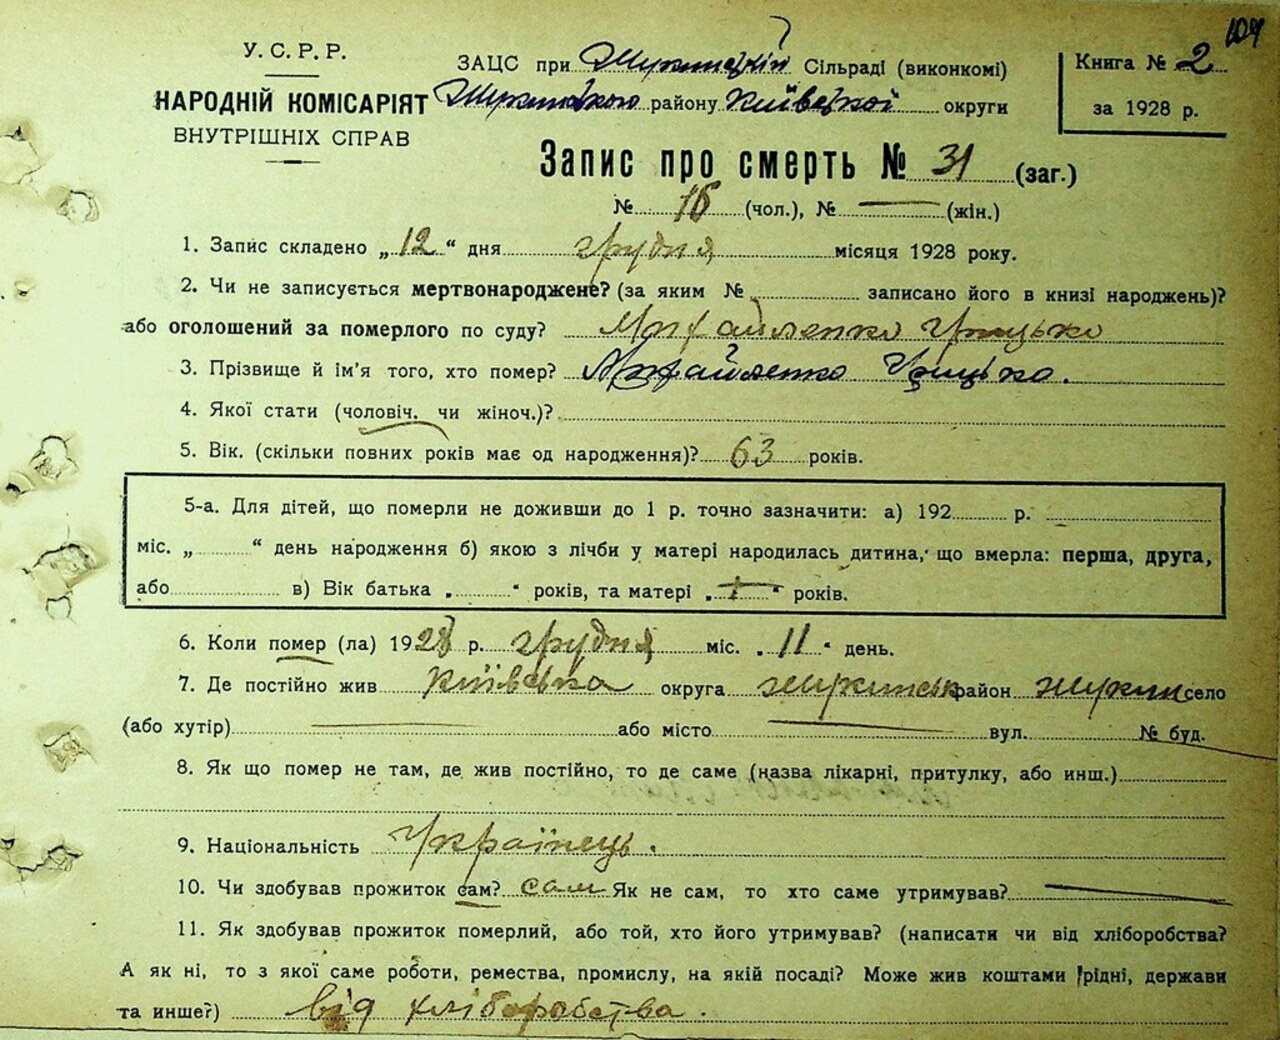 104
У.С.Р.Р.
НАРОДНІЙ КОМІСАРІЯТ
ВНУТРІШНІХ СПРАВ
ЗАЦС при Жукинській Сільраді (виконкомі)
Жукинського району Київської округи
Книга № 2
за 1928 р.
Запис про смерть № 31 (заг.)
№ 16 (чол.), № — (жін.)
1. Запис складено „12“ дня грудня місяця 1928 року.
2. Чи не записується мертвонароджене? (за яким № записано його в книзі народжень)?
або оголошений за померлого по суду? Михайленко Грицько
3. Прізвище й ім'я того, хто помер? Михайленко Грицько.
4. Якої стати (чоловіч. чи жіноч.)?
5. Вік. (скільки повних років має од народження)? 63 років.
5-а. Для дітей, що померли не доживши до 1 р. точно зазначити: а) 192 р.
міс. „ “ день народження б) якою з лічби у матері народилась дитина, що вмерла: перша, друга,
або в) Вік батька „ “ років, та матері „ “ років.
6. Коли помер (ла) 1928 р. грудня міс. „11“ день.
7. Де постійно жив Київська округа жукинськ район жукин село
(або хутір) — або місто — вул. № буд.
8. Як що помер не там, де жив постійно, то де саме (назва лікарні, притулку, або инш.)
9. Національність Українець.
10. Чи здобував прожиток сам? сам Як не сам, то хто саме утримував? —
11. Як здобував прожиток померлий, або той, хто його утримував? (написати чи від хліборобства?
А як ні, то з якої саме роботи, ремества, промислу, на якій посаді? Може жив коштами рідні, держави
та инше?) від хліборобства.